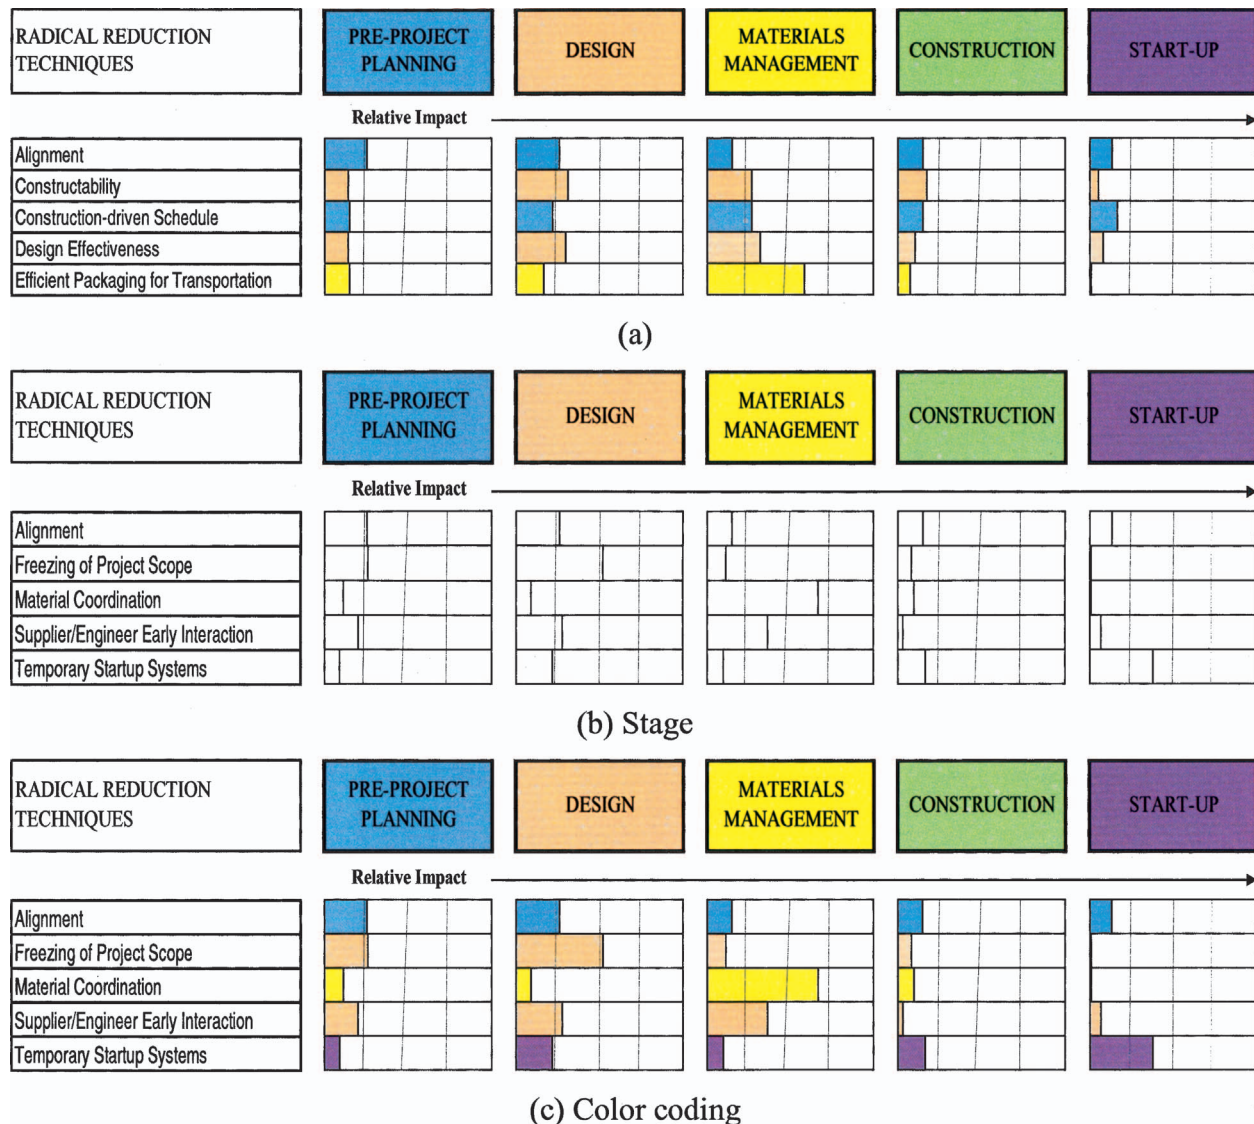 RADICAL REDUCTION TECHNIQUES
PRE-PROJECT PLANNING
DESIGN
MATERIALS MANAGEMENT
CONSTRUCTION
START-UP
Relative Impact
Alignment
Constructability
Construction-driven Schedule
Design Effectiveness
Efficient Packaging for Transportation
(a)
RADICAL REDUCTION TECHNIQUES
PRE-PROJECT PLANNING
DESIGN
MATERIALS MANAGEMENT
CONSTRUCTION
START-UP
Relative Impact
Alignment
Freezing of Project Scope
Material Coordination
Supplier/Engineer Early Interaction
Temporary Startup Systems
(b) Stage
RADICAL REDUCTION TECHNIQUES
PRE-PROJECT PLANNING
DESIGN
MATERIALS MANAGEMENT
CONSTRUCTION
START-UP
Relative Impact
Alignment
Freezing of Project Scope
Material Coordination
Supplier/Engineer Early Interaction
Temporary Startup Systems
(c) Color coding